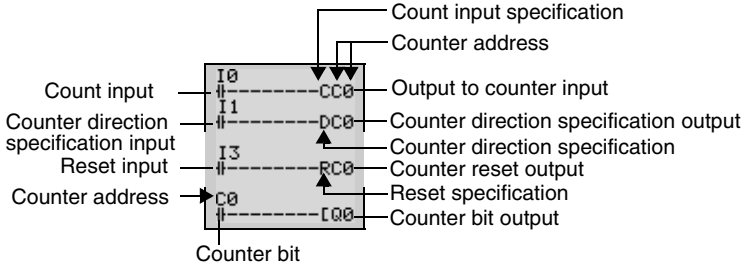 Count input specification
Counter address
I0
Count input
CC0
Output to counter input
I1
Counter direction
specification input
DC0
Counter direction specification output
Counter direction specification
I3
Reset input
RC0
Counter reset output
Reset specification
Counter address
C0
[Q0
Counter bit output
Counter bit